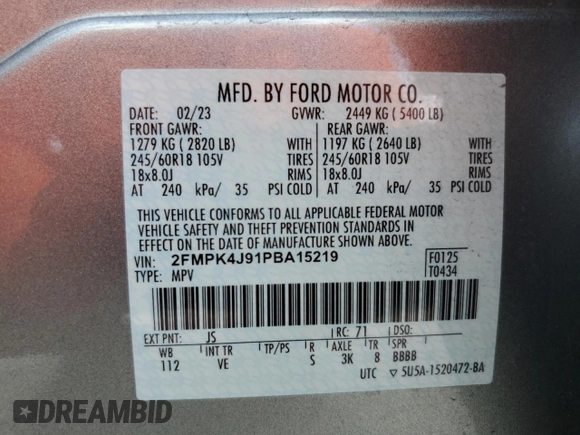 MFD. BY FORD MOTOR CO.
DATE: 02/23 GVWR: 2449 KG ( 5400 LB)
FRONT GAWR: REAR GAWR:
1279 KG ( 2820 LB) WITH 1197 KG ( 2640 LB) WITH
245/60R18 105V TIRES 245/60R18 105V TIRES
18x8.0J RIMS 18x8.0J RIMS
AT 240 kPa/ 35 PSI COLD AT 240 kPa/ 35 PSI COLD
THIS VEHICLE CONFORMS TO ALL APPLICABLE FEDERAL MOTOR
VEHICLE SAFETY AND THEFT PREVENTION STANDARDS IN
EFFECT ON THE DATE OF MANUFACTURE SHOWN ABOVE.
VIN: 2FMPK4J91PBA15219 F0125
TYPE: MPV T0434
EXT PNT: JS RC: 71 DSO:
WB INT TR TP/PS R AXLE TR SPR
112 VE S 3K 8 BBBB
UTC ▽ 5U5A-1520472-BA
DREAMBID